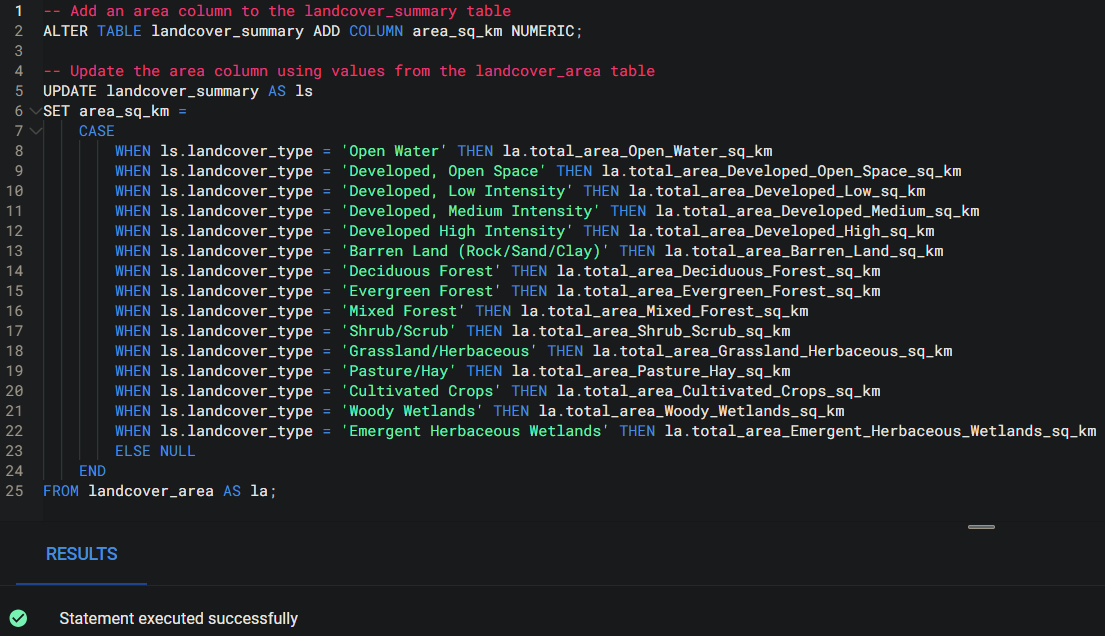 1 -- Add an area column to the landcover_summary table
2 ALTER TABLE landcover_summary ADD COLUMN area_sq_km NUMERIC;
3
4 -- Update the area column using values from the landcover_area table
5 UPDATE landcover_summary AS ls
6 SET area_sq_km =
7 CASE
8 WHEN ls.landcover_type = 'Open Water' THEN la.total_area_Open_Water_sq_km
9 WHEN ls.landcover_type = 'Developed, Open Space' THEN la.total_area_Developed_Open_Space_sq_km
10 WHEN ls.landcover_type = 'Developed, Low Intensity' THEN la.total_area_Developed_Low_sq_km
11 WHEN ls.landcover_type = 'Developed, Medium Intensity' THEN la.total_area_Developed_Medium_sq_km
12 WHEN ls.landcover_type = 'Developed High Intensity' THEN la.total_area_Developed_High_sq_km
13 WHEN ls.landcover_type = 'Barren Land (Rock/Sand/Clay)' THEN la.total_area_Barren_Land_sq_km
14 WHEN ls.landcover_type = 'Deciduous Forest' THEN la.total_area_Deciduous_Forest_sq_km
15 WHEN ls.landcover_type = 'Evergreen Forest' THEN la.total_area_Evergreen_Forest_sq_km
16 WHEN ls.landcover_type = 'Mixed Forest' THEN la.total_area_Mixed_Forest_sq_km
17 WHEN ls.landcover_type = 'Shrub/Scrub' THEN la.total_area_Shrub_Scrub_sq_km
18 WHEN ls.landcover_type = 'Grassland/Herbaceous' THEN la.total_area_Grassland_Herbaceous_sq_km
19 WHEN ls.landcover_type = 'Pasture/Hay' THEN la.total_area_Pasture_Hay_sq_km
20 WHEN ls.landcover_type = 'Cultivated Crops' THEN la.total_area_Cultivated_Crops_sq_km
21 WHEN ls.landcover_type = 'Woody Wetlands' THEN la.total_area_Woody_Wetlands_sq_km
22 WHEN ls.landcover_type = 'Emergent Herbaceous Wetlands' THEN la.total_area_Emergent_Herbaceous_Wetlands_sq_km
23 ELSE NULL
24 END
25 FROM landcover_area AS la;
RESULTS
Statement executed successfully